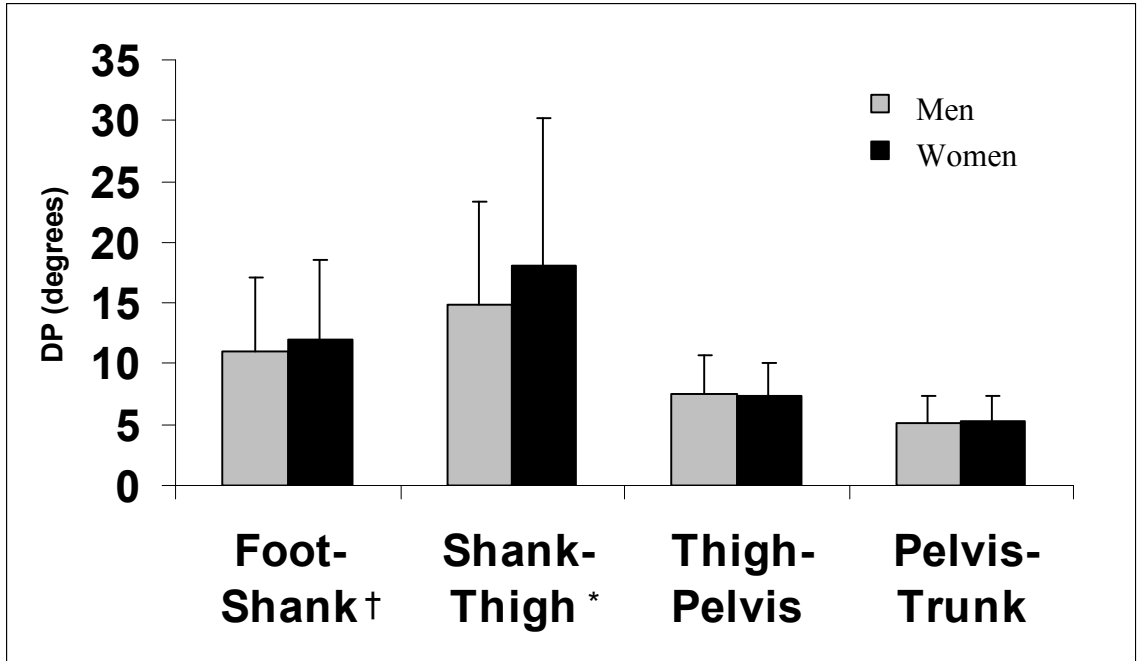 35
30
25
20
15
10
5
0
DP (degrees)
Men
Women
Foot-
Shank †
Shank-
Thigh *
Thigh-
Pelvis
Pelvis-
Trunk